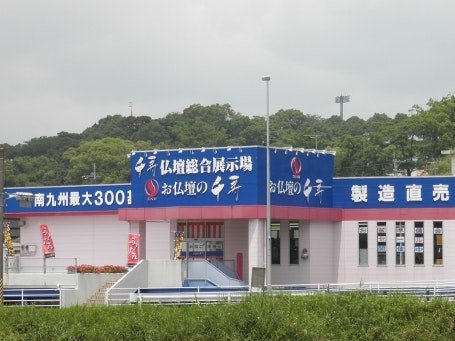 千寿 仏壇総合展示場
お仏壇の 千寿
お仏壇の 千寿
南九州最大300基
製造直売